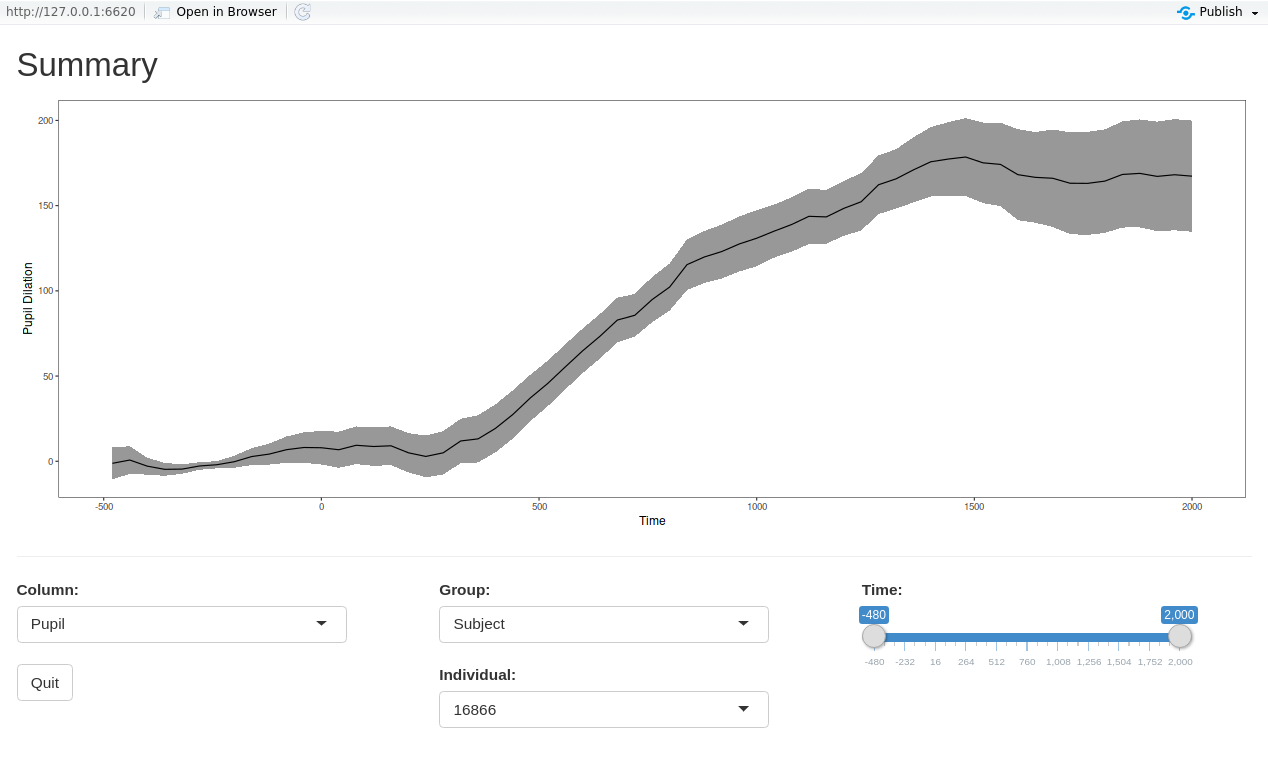 http://127.0.0.1:6620 Open in Browser Publish
Summary
200
150
100
50
0
Pupil Dilation
-500 0 500 1000 1500 2000
Time
Column: Group: Time:
Pupil Subject -480 2,000
-480 -232 16 264 512 760 1,008 1,256 1,504 1,752 2,000
Quit Individual:
16866